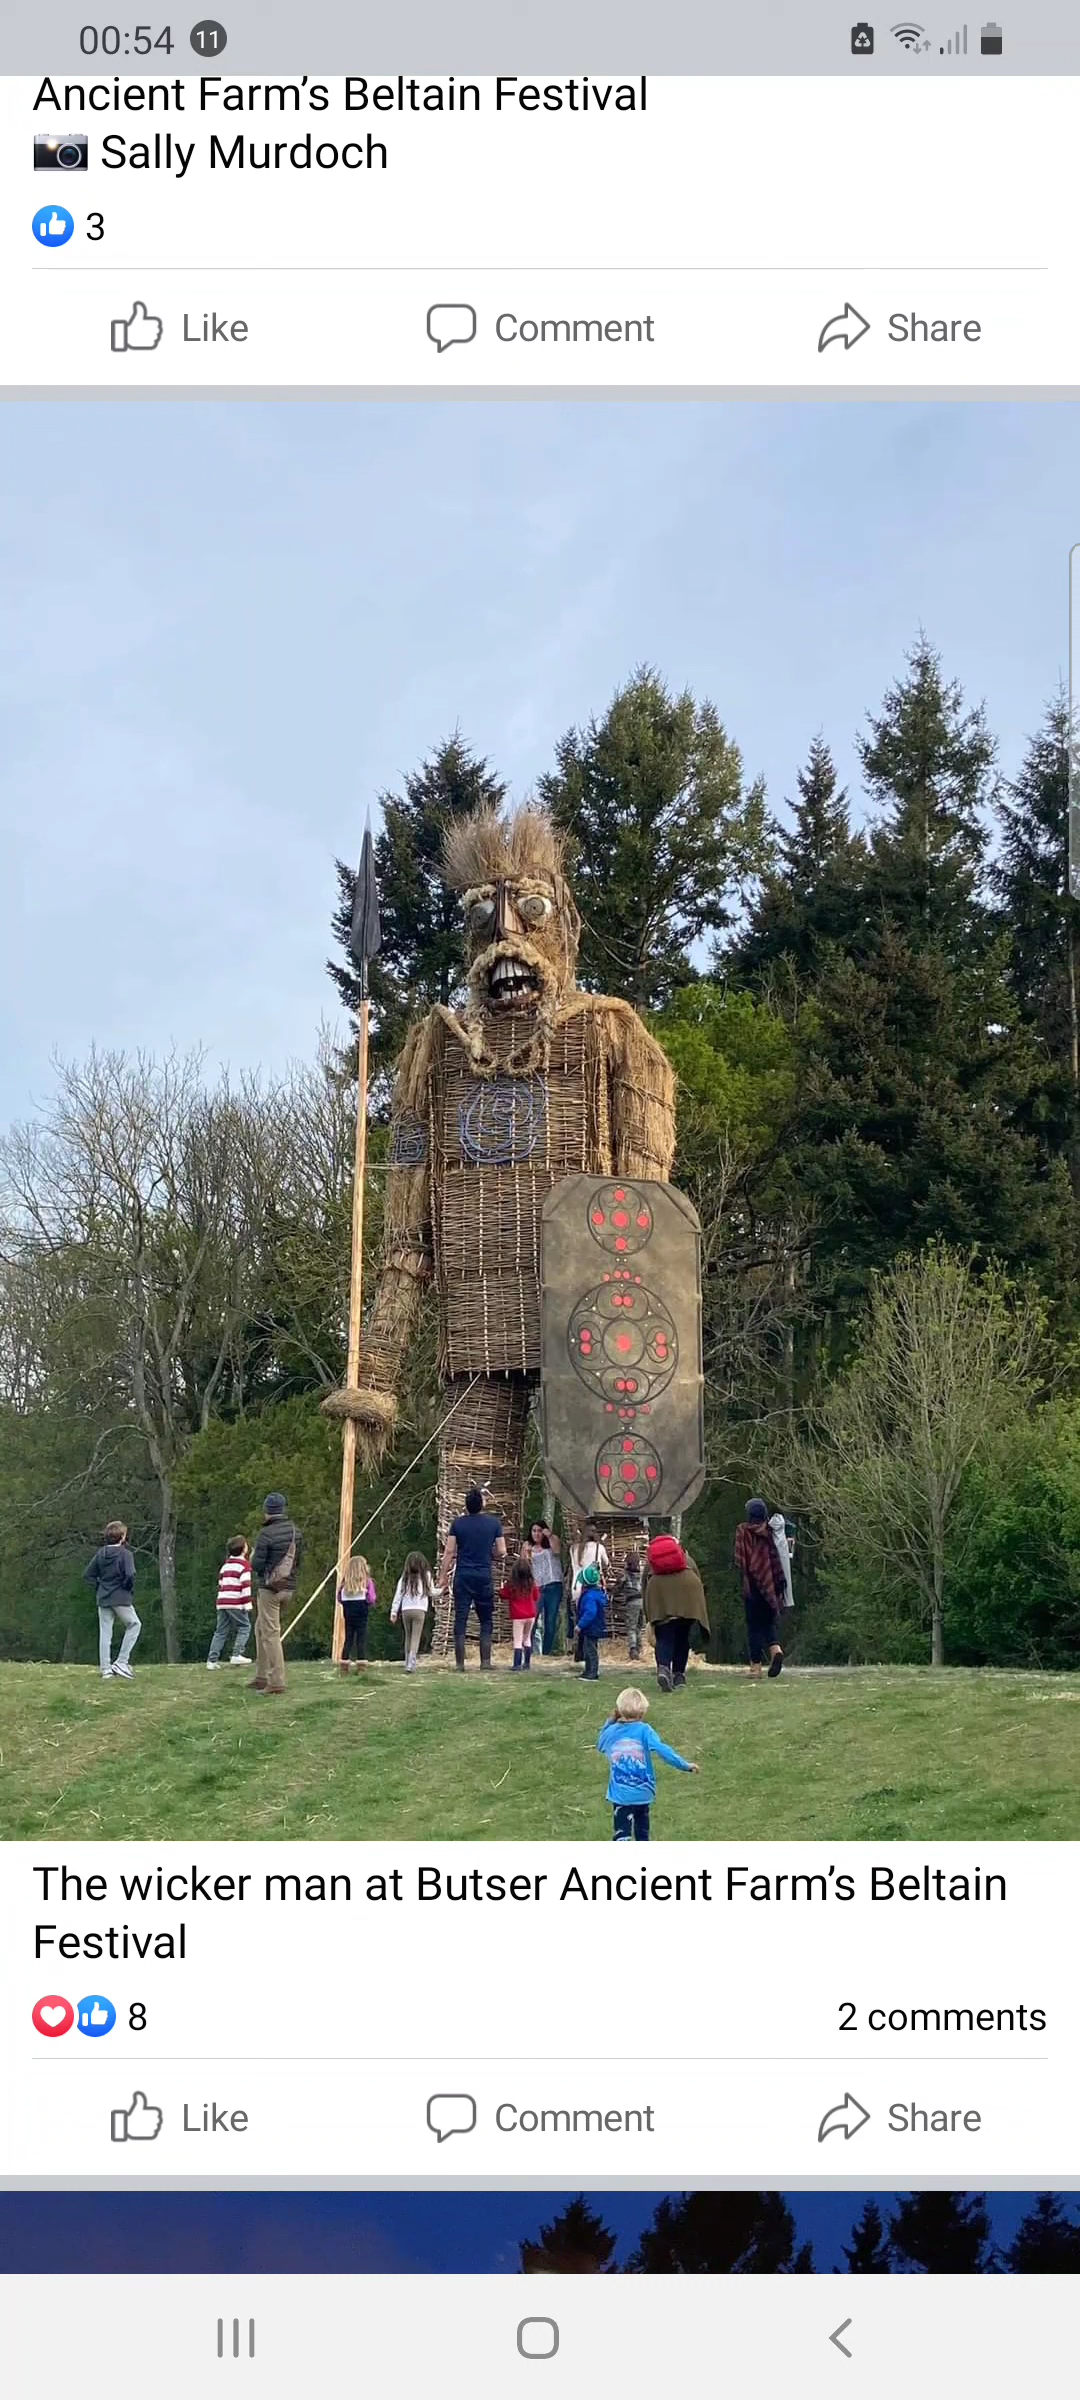 00:54 11
Ancient Farm's Beltain Festival
📷 Sally Murdoch
3
Like Comment Share
The wicker man at Butser Ancient Farm's Beltain
Festival
8 2 comments
Like Comment Share